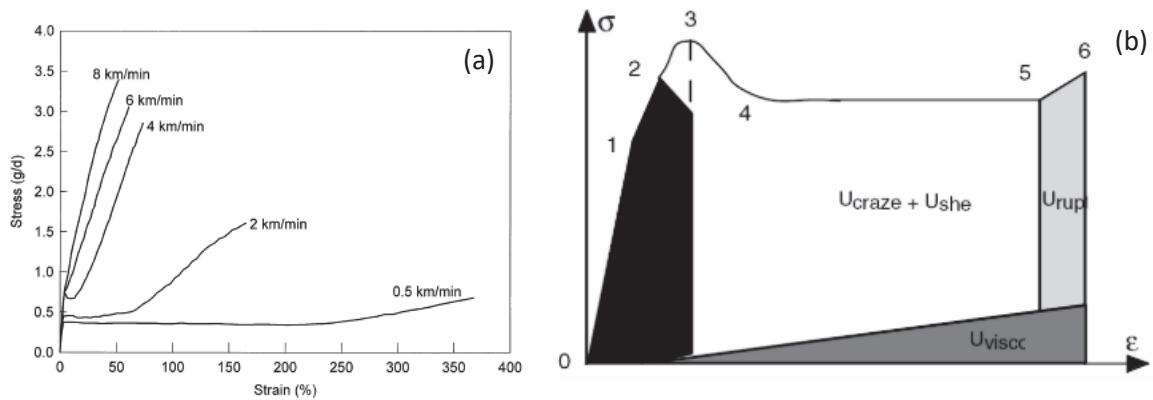 (a)
4.0
3.5
3.0
2.5
2.0
1.5
1.0
0.5
0.0
Stress (g/d)
8 km/min
6 km/min
4 km/min
2 km/min
0.5 km/min
0 50 100 150 200 250 300 350 400
Strain (%)
(b)
σ
3
2
6
5
1
4
Ucraze + Ushe
Urupl
Uviscc
0
ε